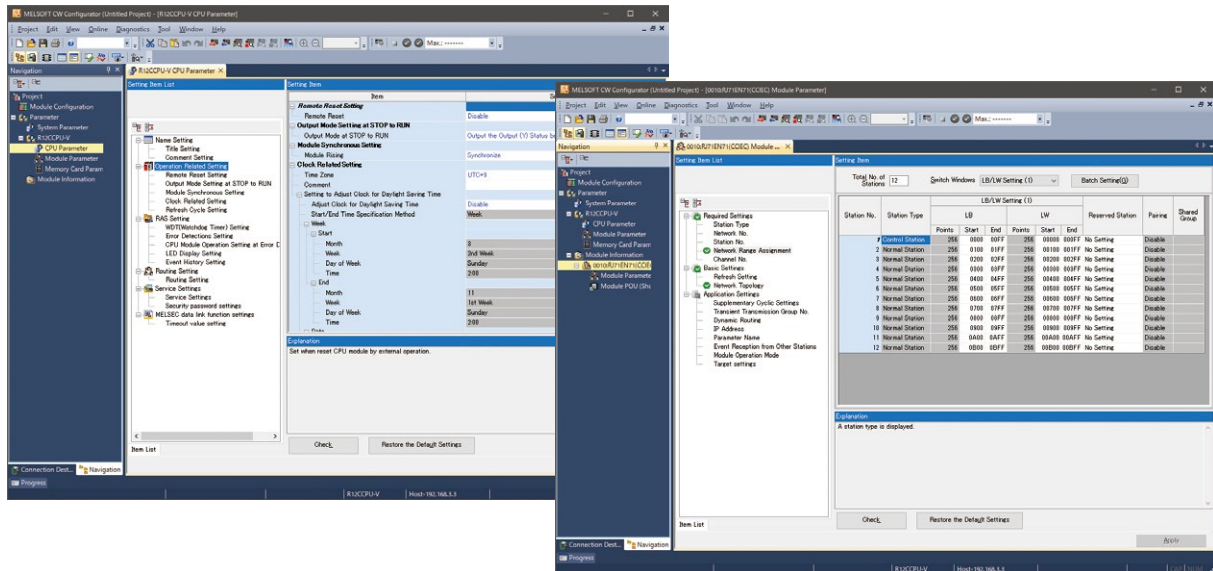 MELSOFT CW Configurator (Untitled Project) - [R12CCPU-V CPU Parameter]
Project Edit View Online Diagnostics Tool Window Help
Max.: -------
Navigation
R12CCPU-V CPU Parameter
Project
Module Configuration
Parameter
System Parameter
R12CCPU-V
CPU Parameter
Module Parameter
Memory Card Param
Module Information
Setting Item List
Name Setting
Title Setting
Comment Setting
Operation Related Setting
Remote Reset Setting
Output Mode Setting at STOP to RUN
Module Synchronous Setting
Clock Related Setting
Refresh Cycle Setting
RAS Setting
WDT(Watchdog Timer) Setting
Error Detections Setting
CPU Module Operation Setting at Error D
LED Display Setting
Event History Setting
Routing Setting
Routing Setting
Service Settings
Service Settings
Security password settings
MELSEC data link function settings
Timeout value setting
Item List
Setting Item
Item
Remote Reset Setting
Remote Reset Disable
Output Mode Setting at STOP to RUN
Output Mode at STOP to RUN Output the Output (Y) Status be
Module Synchronous Setting
Module Rising Synchronize
Clock Related Setting
Time Zone UTC+9
Comment
Setting to Adjust Clock for Daylight Saving Time
Adjust Clock for Daylight Saving Time Disable
Start/End Time Specification Method Week
Week
Start
Month 3
Week 2nd Week
Day of Week Sunday
Time 2:00
End
Month 11
Week 1st Week
Day of Week Sunday
Time 2:00
Explanation
Set when reset CPU module by external operation.
Check Restore the Default Settings
Connection Dest... Navigation
Progress
R12CCPU-V Host-192.168.3.3
MELSOFT CW Configurator (Untitled Project) - [0010:RJ71EN71(CCIEC) Module Parameter]
Project Edit View Online Diagnostics Tool Window Help
Max.: -------
Navigation
0010:RJ71EN71(CCIEC) Module ...
Project
Module Configuration
Parameter
System Parameter
R12CCPU-V
CPU Parameter
Module Parameter
Memory Card Param
Module Information
0010:RJ71EN71(CCIE
Module Paramete
Module POU (Sho
Setting Item List
Required Settings
Station Type
Network No.
Station No.
Network Range Assignment
Channel No.
Basic Settings
Refresh Setting
Network Topology
Application Settings
Supplementary Cyclic Settings
Transient Transmission Group No.
Dynamic Routing
IP Address
Parameter Name
Event Reception from Other Stations
Module Operation Mode
Target settings
Item List
Setting Item
Total No. of Stations 12 Switch Windows LB/LW Setting (1) Batch Setting(G)
LB/LW Setting (1)
Station No. Station Type LB LW Reserved Station Pairing Shared Group
Points Start End Points Start End
1 Control Station 256 0000 00FF 256 00000 000FF No Setting Disable
2 Normal Station 256 0100 01FF 256 00100 001FF No Setting Disable
3 Normal Station 256 0200 02FF 256 00200 002FF No Setting Disable
4 Normal Station 256 0300 03FF 256 00300 003FF No Setting Disable
5 Normal Station 256 0400 04FF 256 00400 004FF No Setting Disable
6 Normal Station 256 0500 05FF 256 00500 005FF No Setting Disable
7 Normal Station 256 0600 06FF 256 00600 006FF No Setting Disable
8 Normal Station 256 0700 07FF 256 00700 007FF No Setting Disable
9 Normal Station 256 0800 08FF 256 00800 008FF No Setting Disable
10 Normal Station 256 0900 09FF 256 00900 009FF No Setting Disable
11 Normal Station 256 0A00 0AFF 256 00A00 00AFF No Setting Disable
12 Normal Station 256 0B00 0BFF 256 00B00 00BFF No Setting Disable
Explanation
A station type is displayed.
Check Restore the Default Settings
Apply
Connection Dest... Navigation
Progress
R12CCPU-V Host-192.168.3.3 CAP NUM